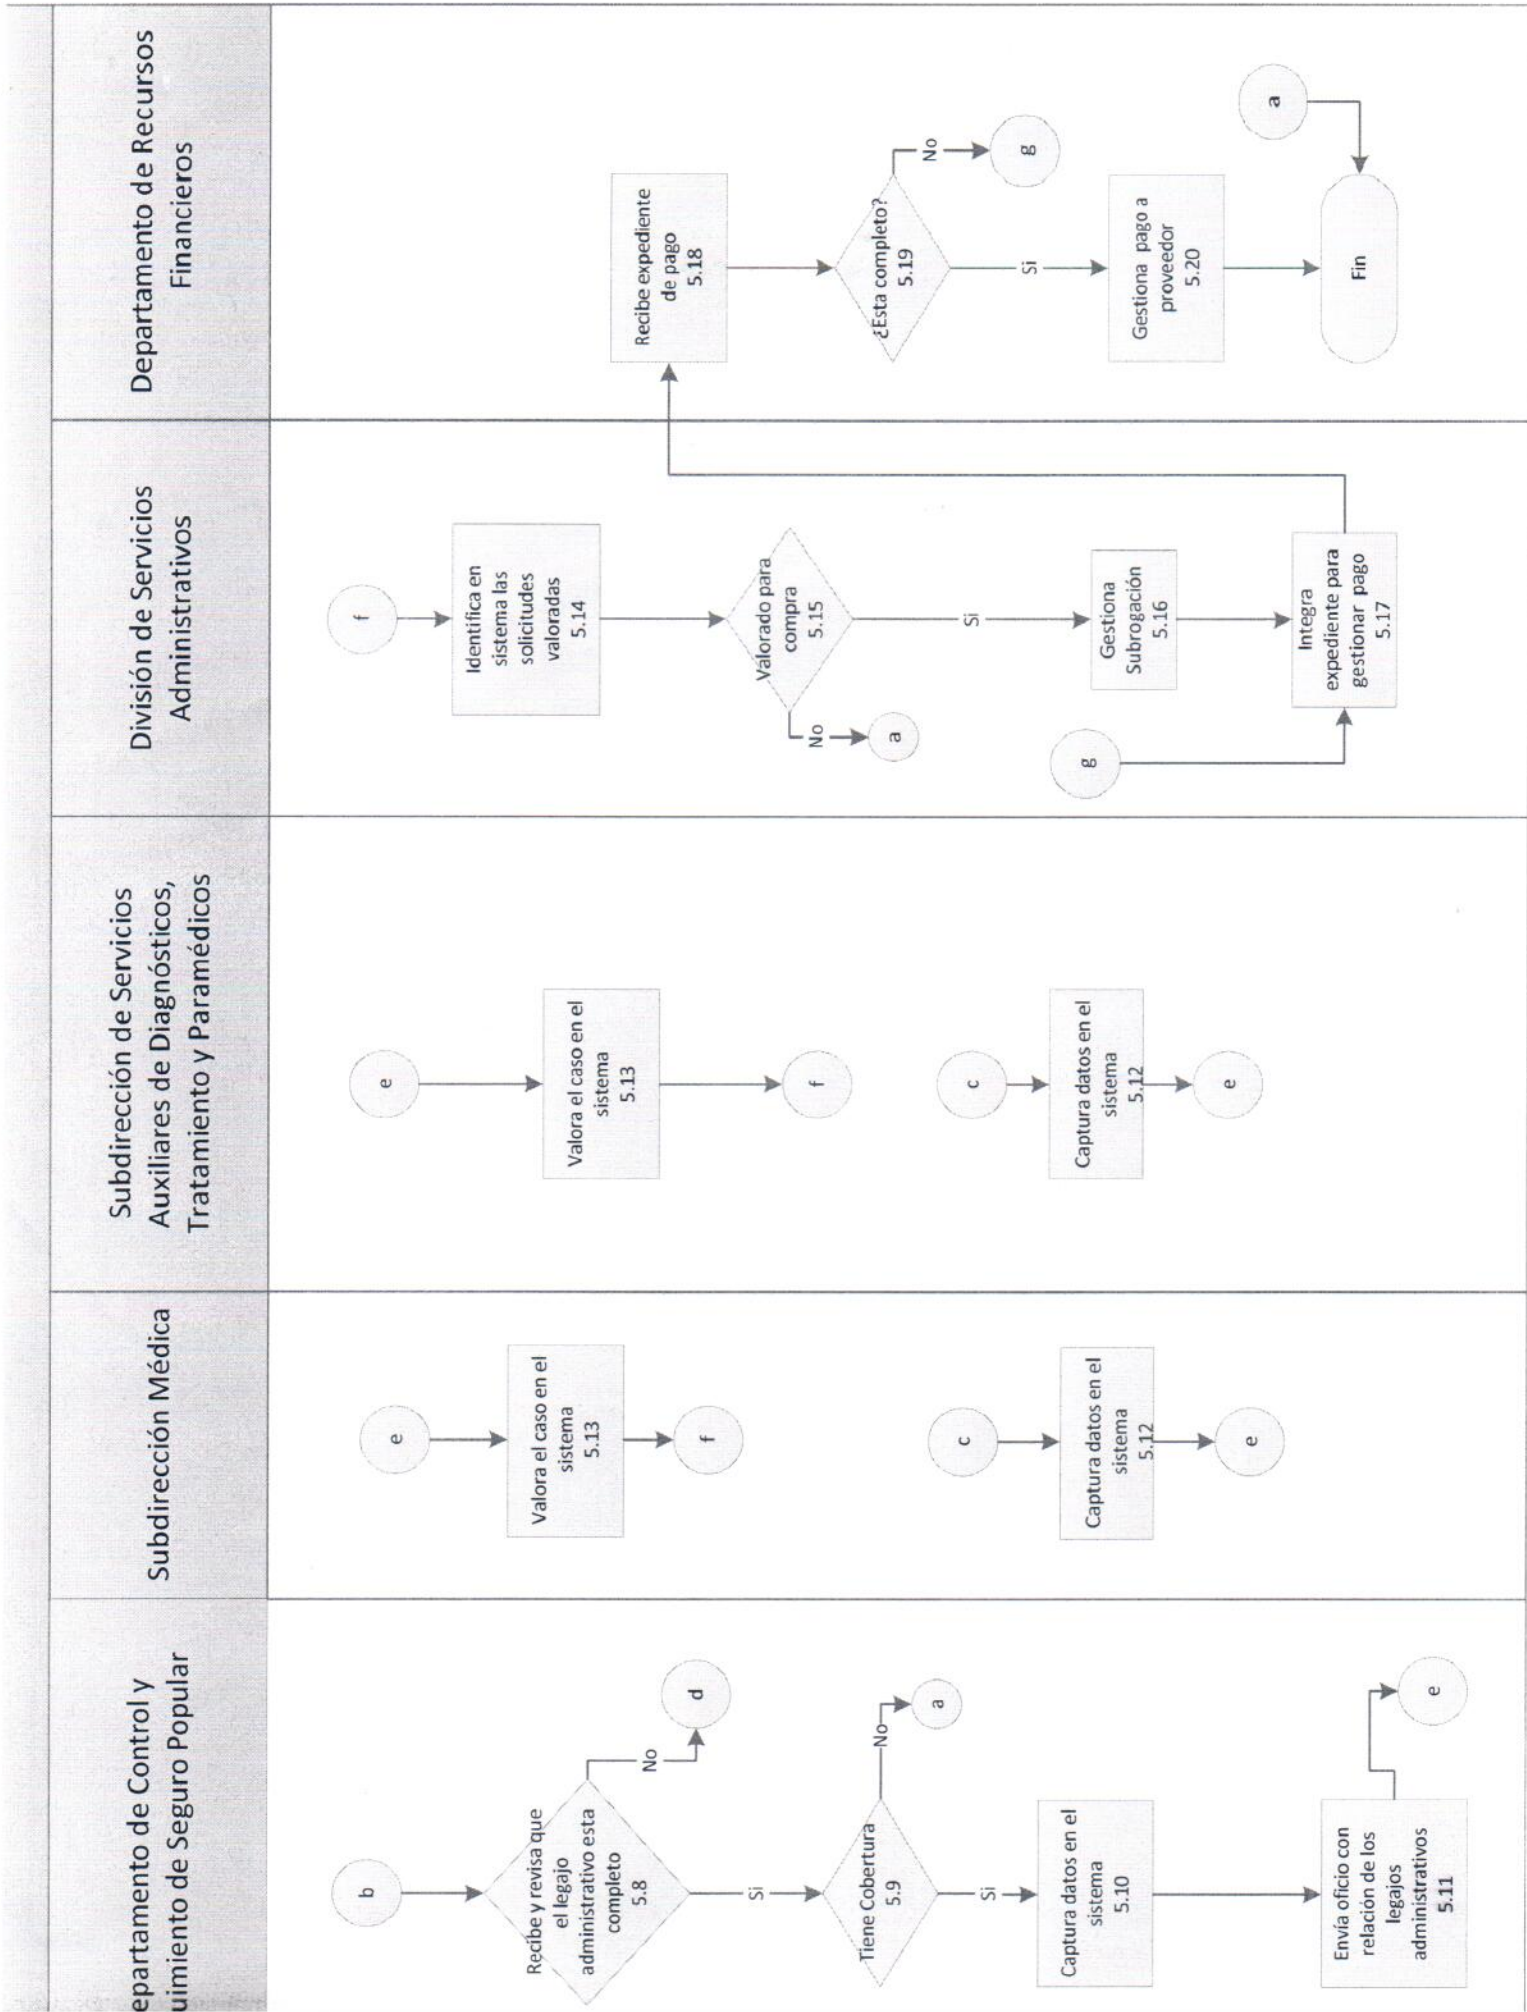 epartamento de Control y
uimiento de Seguro Popular
b
Recibe y revisa que
el legajo
administrativo esta
completo
5.8
No
d
Si
Tiene Cobertura
5.9
No
a
Si
Captura datos en el
sistema
5.10
Envía oficio con
relación de los
legajos
administrativos
5.11
e
Subdirección Médica
e
Valora el caso en el
sistema
5.13
f
c
Captura datos en el
sistema
5.12
e
Subdirección de Servicios
Auxiliares de Diagnósticos,
Tratamiento y Paramédicos
e
Valora el caso en el
sistema
5.13
f
c
Captura datos en el
sistema
5.12
e
División de Servicios
Administrativos
f
Identifica en
sistema las
solicitudes
valoradas
5.14
Valorado para
compra
5.15
No
a
Si
Gestiona
Subrogación
5.16
g
Integra
expediente para
gestionar pago
5.17
Departamento de Recursos
Financieros
Recibe expediente
de pago
5.18
¿Esta completo?
5.19
No
g
Si
Gestiona pago a
proveedor
5.20
a
Fin